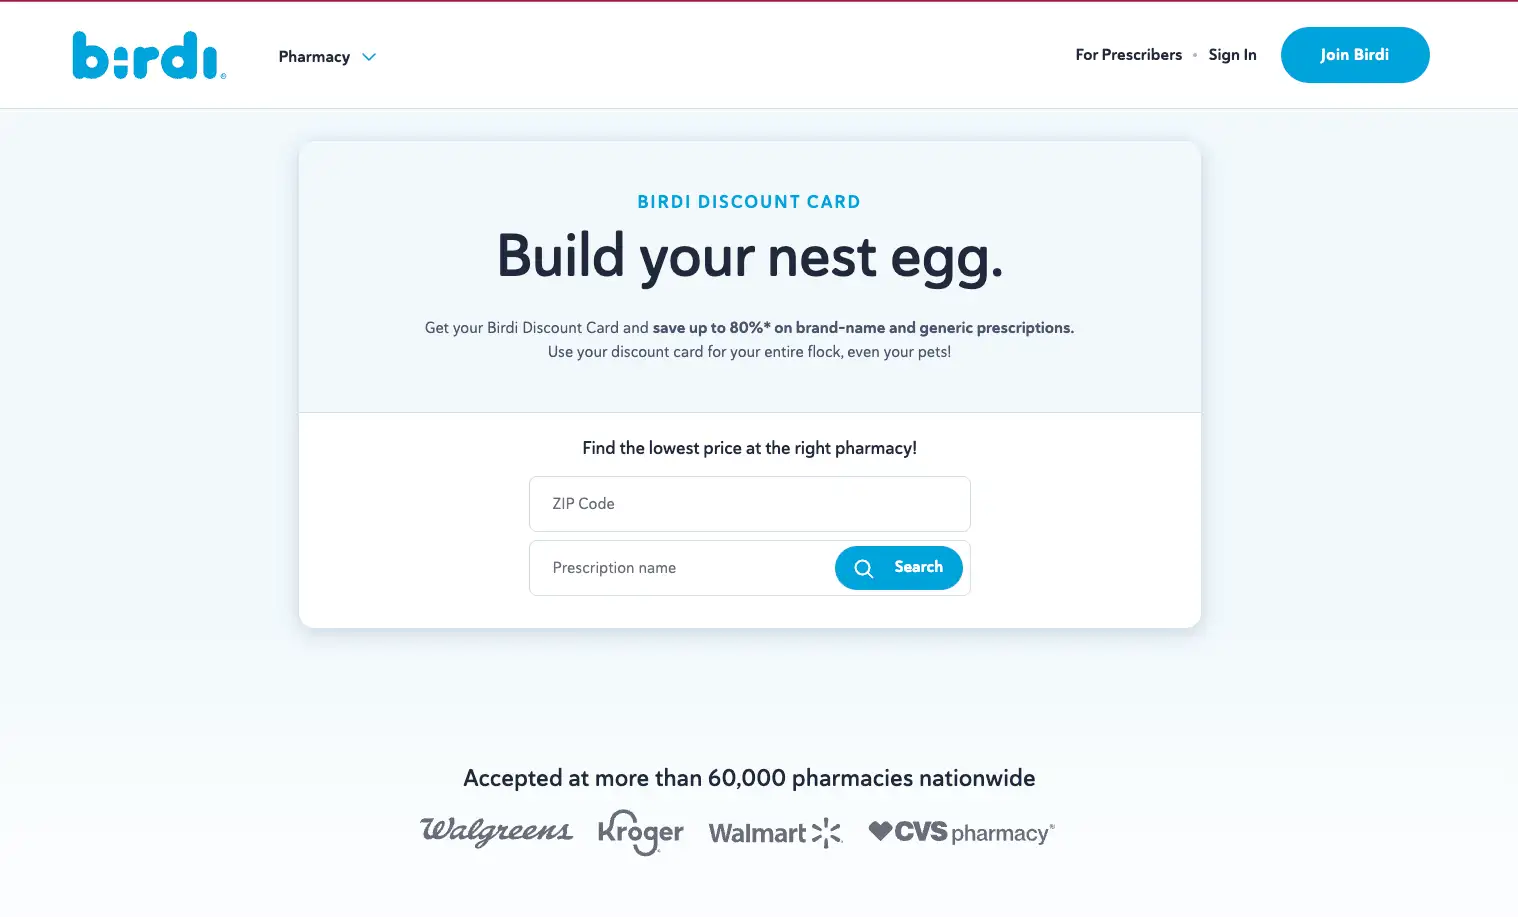 birdi®
Pharmacy
For Prescribers • Sign In
Join Birdi
BIRDI DISCOUNT CARD
Build your nest egg.
Get your Birdi Discount Card and save up to 80%* on brand-name and generic prescriptions.
Use your discount card for your entire flock, even your pets!
Find the lowest price at the right pharmacy!
ZIP Code
Prescription name
Search
Accepted at more than 60,000 pharmacies nationwide
Walgreens Kroger Walmart CVS pharmacy®